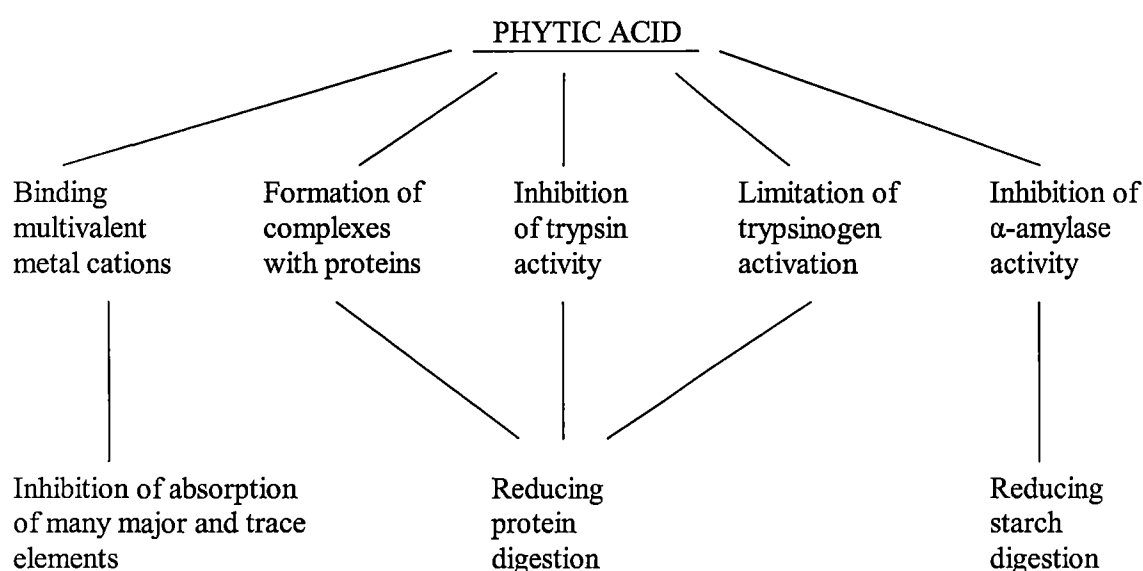 PHYTIC ACID
Binding
multivalent
metal cations
Formation of
complexes
with proteins
Inhibition
of trypsin
activity
Limitation of
trypsinogen
activation
Inhibition of
α-amylase
activity
Inhibition of absorption
of many major and trace
elements
Reducing
protein
digestion
Reducing
starch
digestion